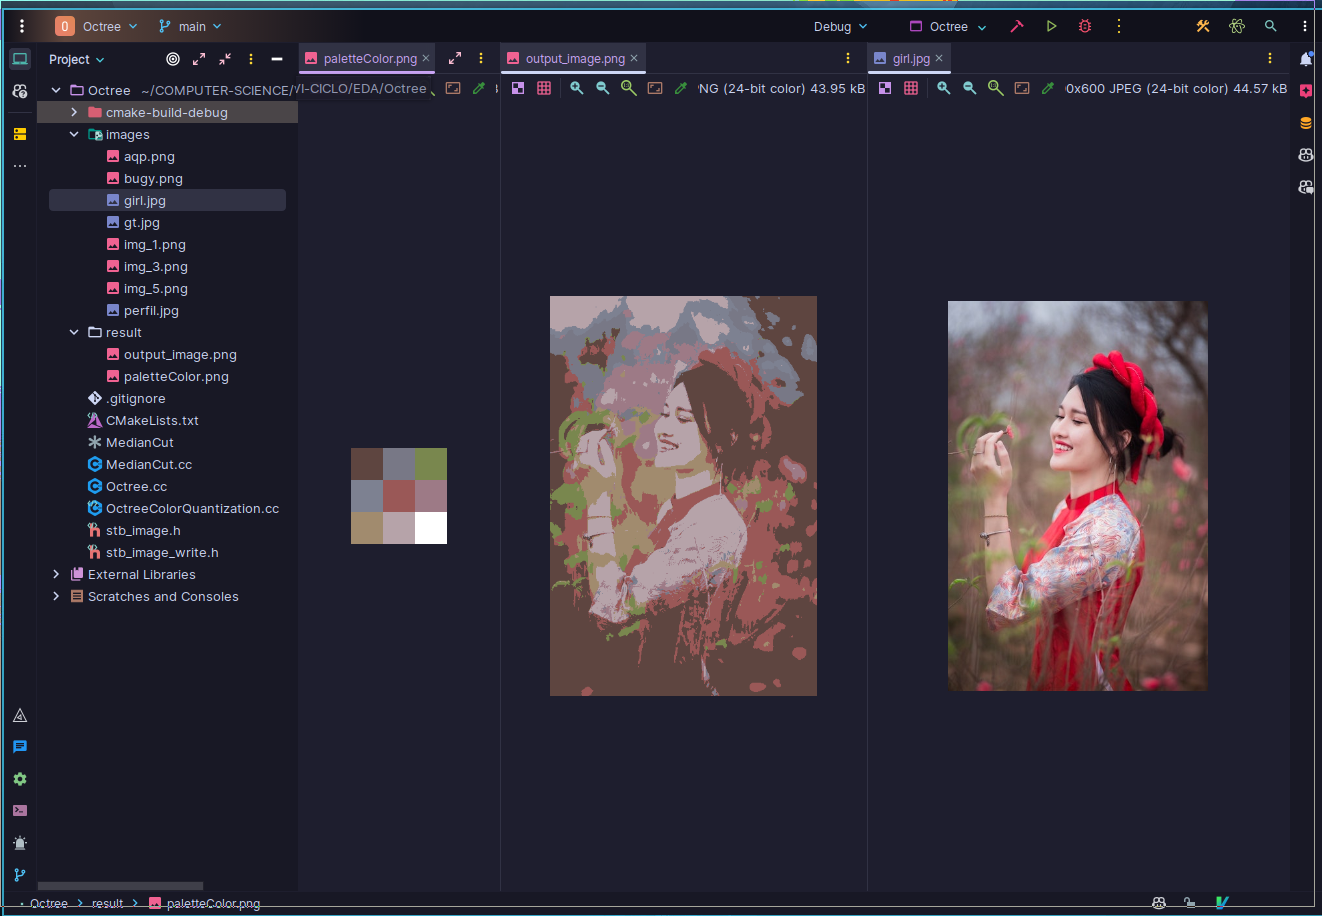 O Octree main Debug Octree
Project
paletteColor.png output_image.png girl.jpg
Octree ~/COMPUTER-SCIENCE/VI-CICLO/EDA/Octree
NG (24-bit color) 43.95 kB
0x600 JPEG (24-bit color) 44.57 kB
cmake-build-debug
images
aqp.png
bugy.png
girl.jpg
gt.jpg
img_1.png
img_3.png
img_5.png
perfil.jpg
result
output_image.png
paletteColor.png
.gitignore
CMakeLists.txt
MedianCut
MedianCut.cc
Octree.cc
OctreeColorQuantization.cc
stb_image.h
stb_image_write.h
External Libraries
Scratches and Consoles
Octree result paletteColor.png